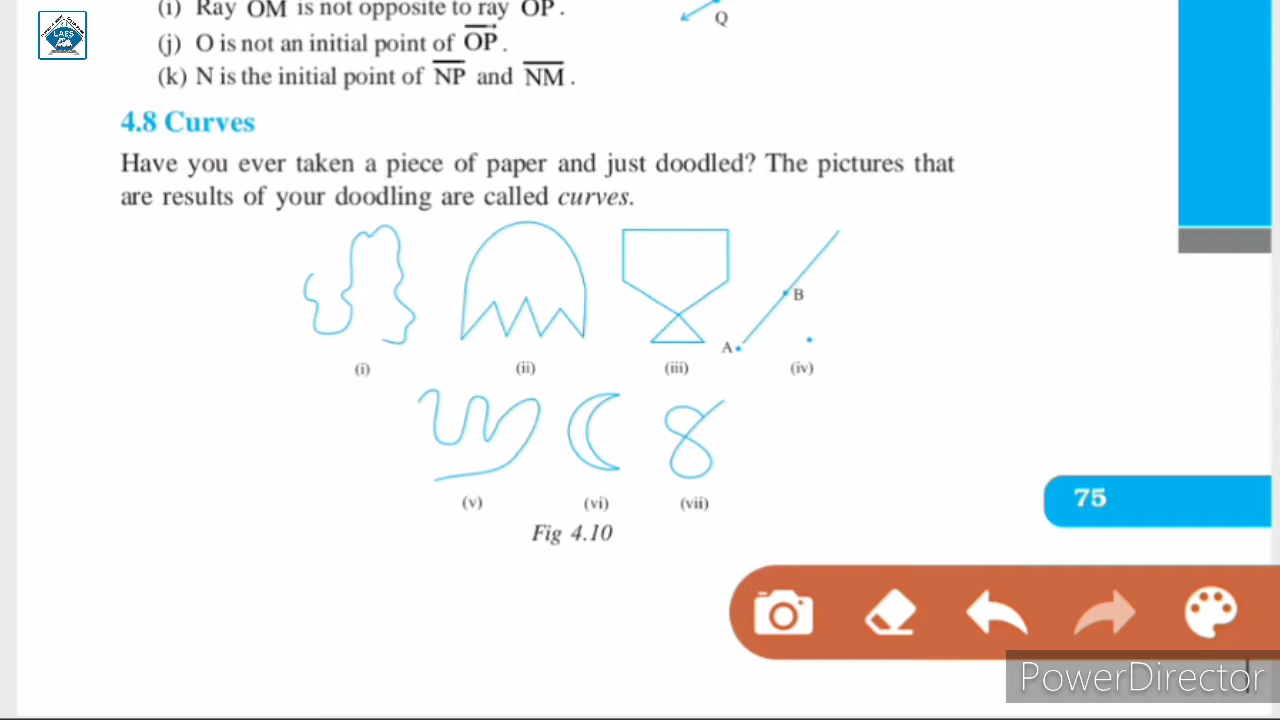 LAES
(i) Ray OM is not opposite to ray OP.
Q
(j) O is not an initial point of OP.
(k) N is the initial point of NP and NM.
4.8 Curves
Have you ever taken a piece of paper and just doodled? The pictures that
are results of your doodling are called curves.
B
A
(i) (ii) (iii) (iv)
(v) (vi) (vii)
75
Fig 4.10
PowerDirector